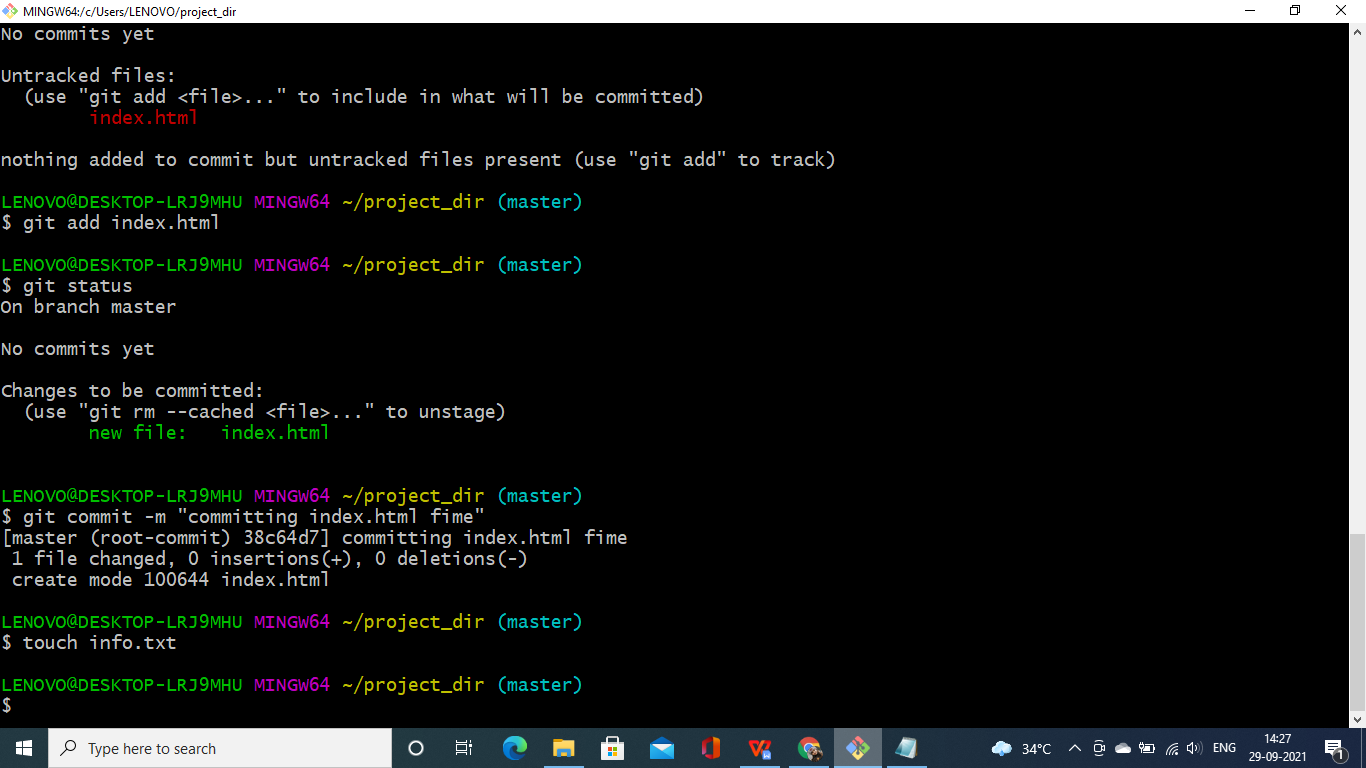 MINGW64:/c/Users/LENOVO/project_dir
No commits yet
Untracked files:
(use "git add <file>..." to include in what will be committed)
index.html
nothing added to commit but untracked files present (use "git add" to track)
LENOVO@DESKTOP-LRJ9MHU MINGW64 ~/project_dir (master)
$ git add index.html
LENOVO@DESKTOP-LRJ9MHU MINGW64 ~/project_dir (master)
$ git status
On branch master
No commits yet
Changes to be committed:
(use "git rm --cached <file>..." to unstage)
new file:   index.html
LENOVO@DESKTOP-LRJ9MHU MINGW64 ~/project_dir (master)
$ git commit -m "committing index.html fime"
[master (root-commit) 38c64d7] committing index.html fime
1 file changed, 0 insertions(+), 0 deletions(-)
create mode 100644 index.html
LENOVO@DESKTOP-LRJ9MHU MINGW64 ~/project_dir (master)
$ touch info.txt
LENOVO@DESKTOP-LRJ9MHU MINGW64 ~/project_dir (master)
$
Type here to search
34°C
ENG
14:27
29-09-2021
1